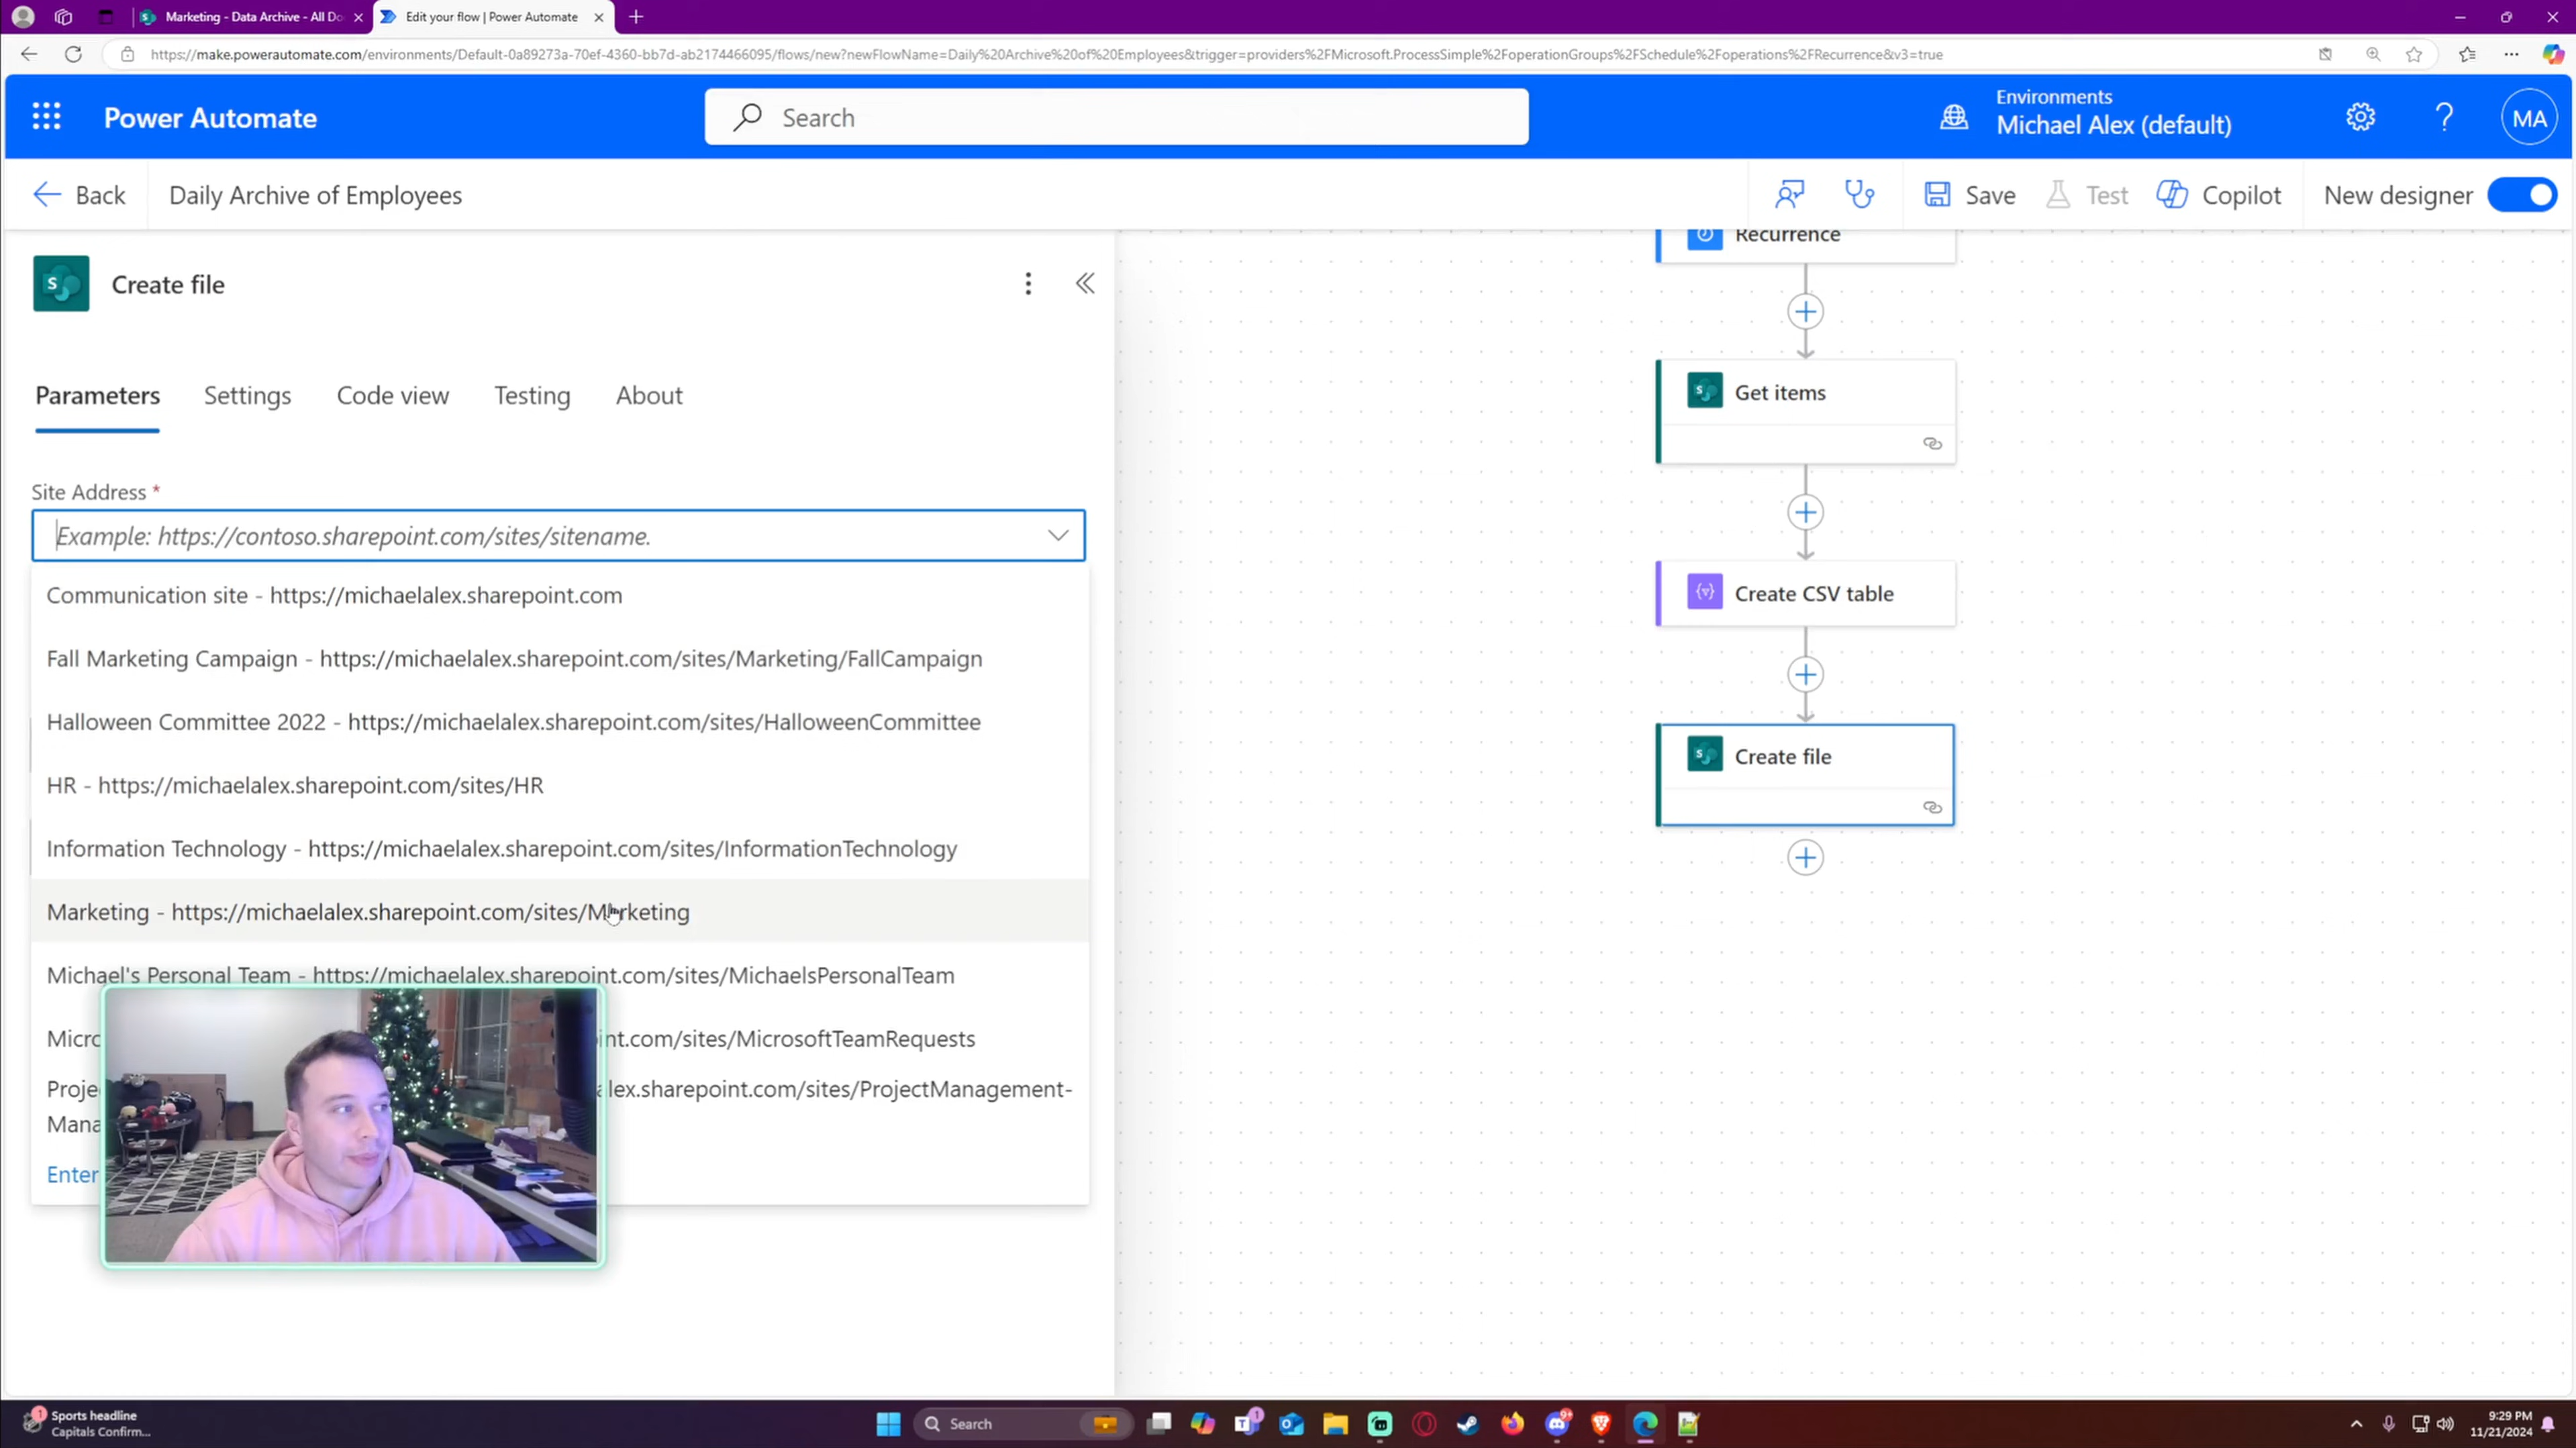 Marketing - Data Archive - All Do
Edit your flow | Power Automate
https://make.powerautomate.com/environments/Default-0a89273a-70ef-4360-bb7d-ab2174466095/flows/new?newFlowName=Daily%20Archive%20of%20Employees&trigger=providers%2FMicrosoft.ProcessSimple%2FoperationGroups%2FSchedule%2Foperations%2FRecurrence&v3=true
Power Automate
Search
Environments
Michael Alex (default)
MA
Back
Daily Archive of Employees
Save
Test
Copilot
New designer
Create file
Parameters
Settings
Code view
Testing
About
Site Address *
Example: https://contoso.sharepoint.com/sites/sitename.
Communication site - https://michaelalex.sharepoint.com
Fall Marketing Campaign - https://michaelalex.sharepoint.com/sites/Marketing/FallCampaign
Halloween Committee 2022 - https://michaelalex.sharepoint.com/sites/HalloweenCommittee
HR - https://michaelalex.sharepoint.com/sites/HR
Information Technology - https://michaelalex.sharepoint.com/sites/InformationTechnology
Marketing - https://michaelalex.sharepoint.com/sites/Marketing
Michael's Personal Team - https://michaelalex.sharepoint.com/sites/MichaelsPersonalTeam
Micro int.com/sites/MicrosoftTeamRequests
Projec alex.sharepoint.com/sites/ProjectManagement-
Mana
Enter
Recurrence
Get items
Create CSV table
Create file
1
Sports headline
Capitals Confirm...
Search
1
9:29 PM
11/21/2024